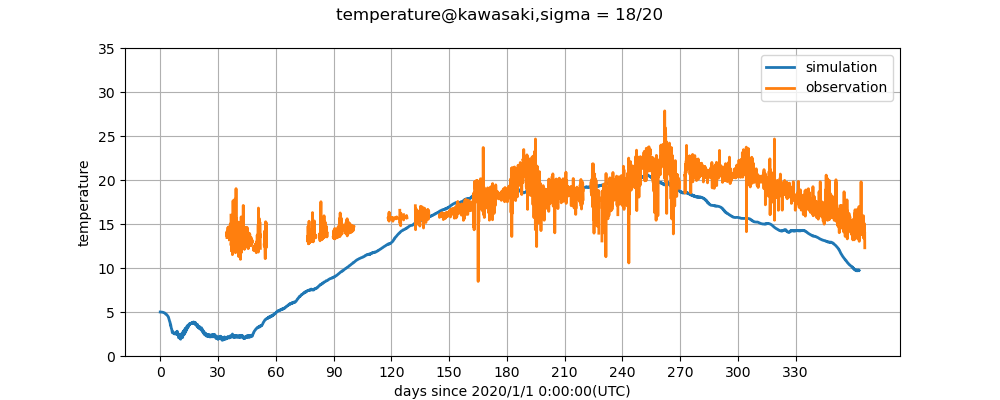 temperature@kawasaki,sigma = 18/20
simulation
observation
temperature
35
30
25
20
15
10
5
0
0 30 60 90 120 150 180 210 240 270 300 330
days since 2020/1/1 0:00:00(UTC)